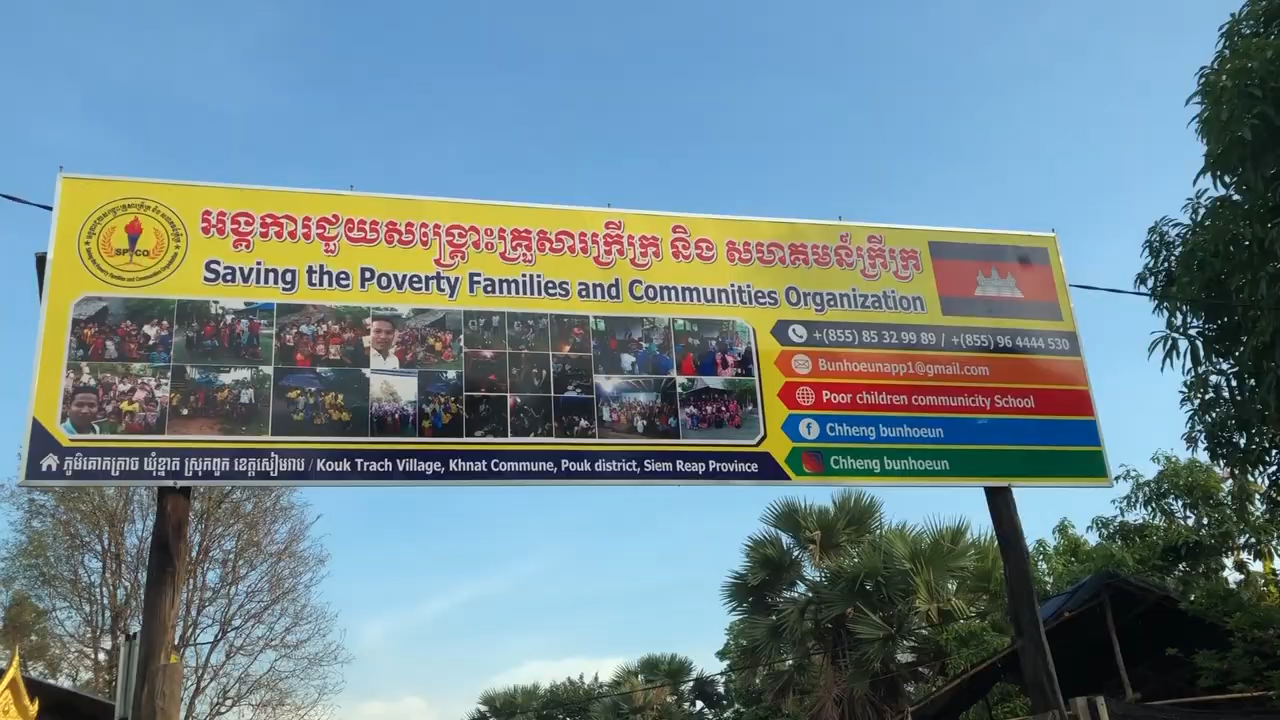 អង្គការជួយសង្គ្រោះគ្រួសារក្រីក្រ និង សហគមន៍ក្រីក្រ
Saving the Poverty Families and Communities Organization
SPFCO
+(855) 85 32 99 89 / +(855) 96 4444 530
Bunhoeunapp1@gmail.com
Poor children communicity School
Chheng bunhoeun
Chheng bunhoeun
ភូមិគោកត្រាច ឃុំខ្នាត ស្រុកពួក ខេត្តសៀមរាប / Kouk Trach Village, Khnat Commune, Pouk district, Siem Reap Province